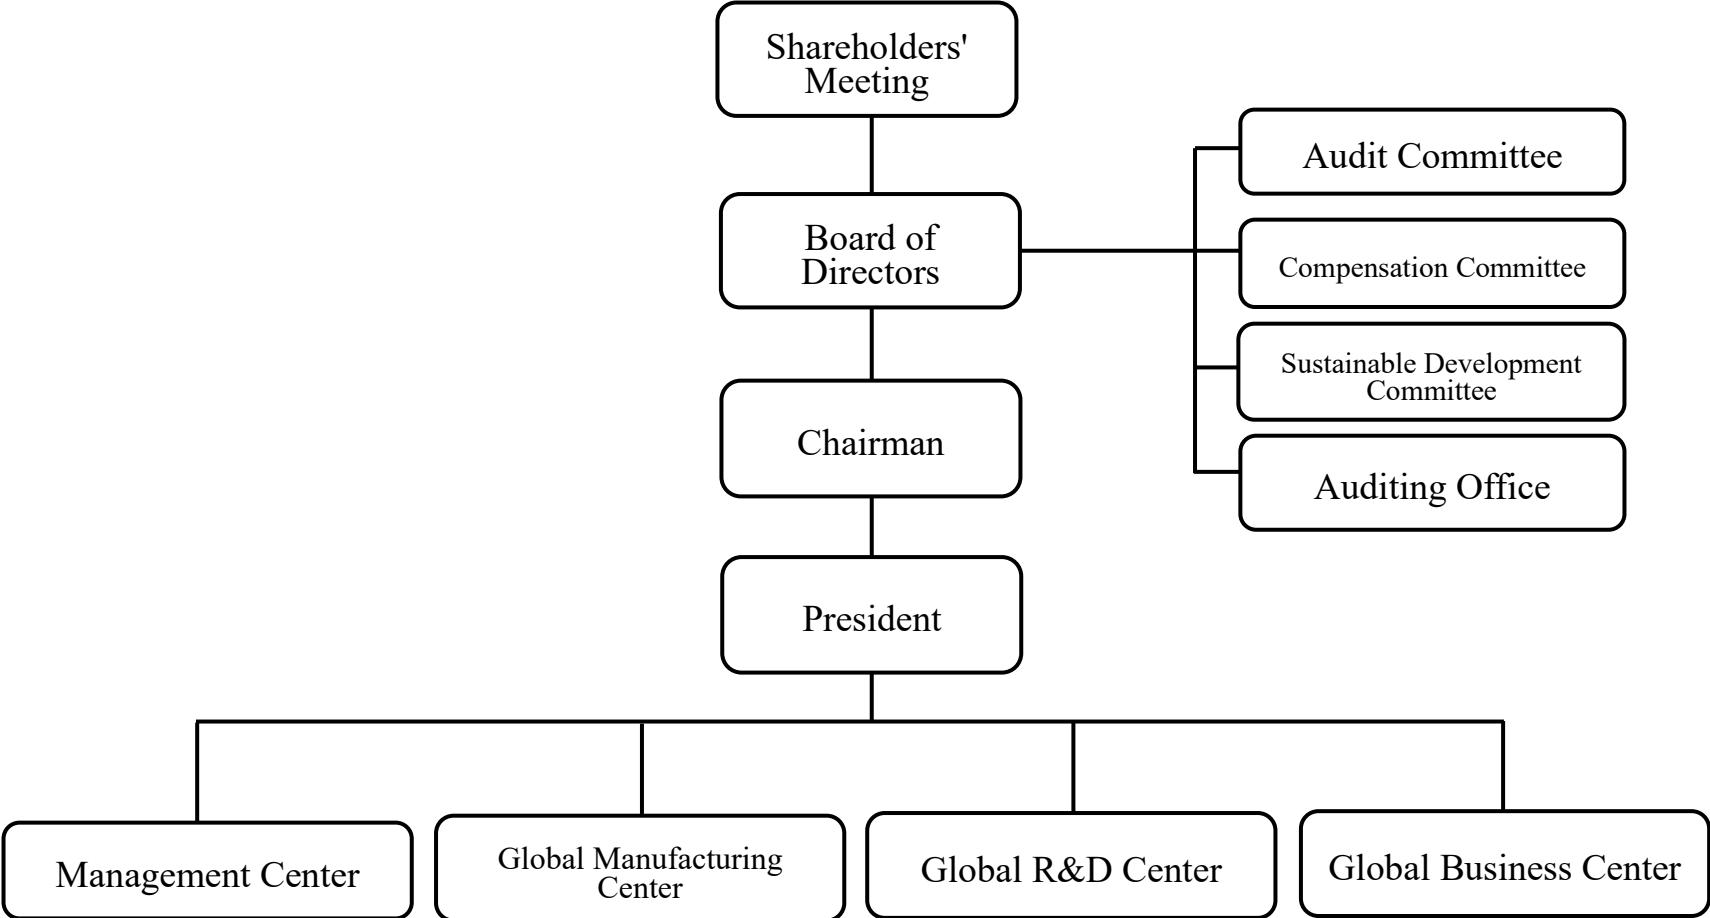 Shareholders'
Meeting
Audit Committee
Board of
Directors
Compensation Committee
Sustainable Development
Committee
Chairman
Auditing Office
President
Management Center
Global Manufacturing
Center
Global R&D Center
Global Business Center